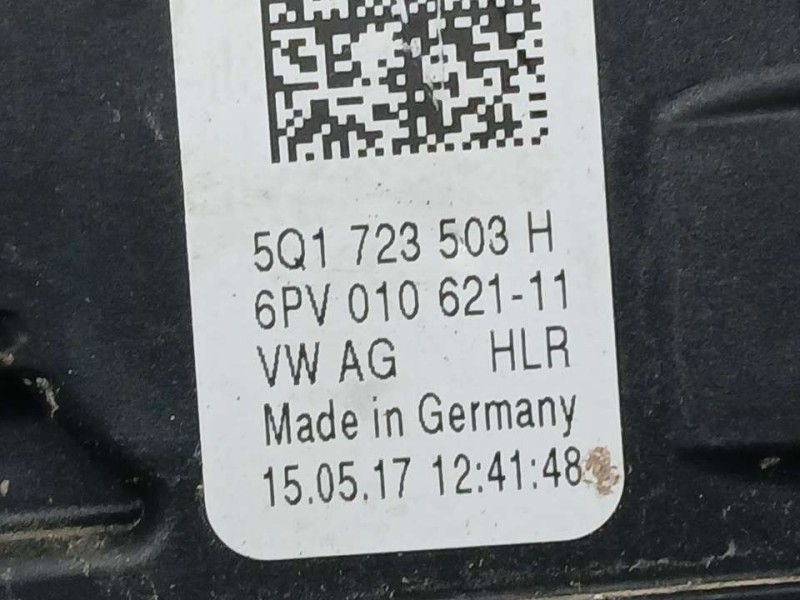 5Q1 723 503 H
6PV 010 621-11
VW AG HLR
Made in Germany
15.05.17 12:41:48